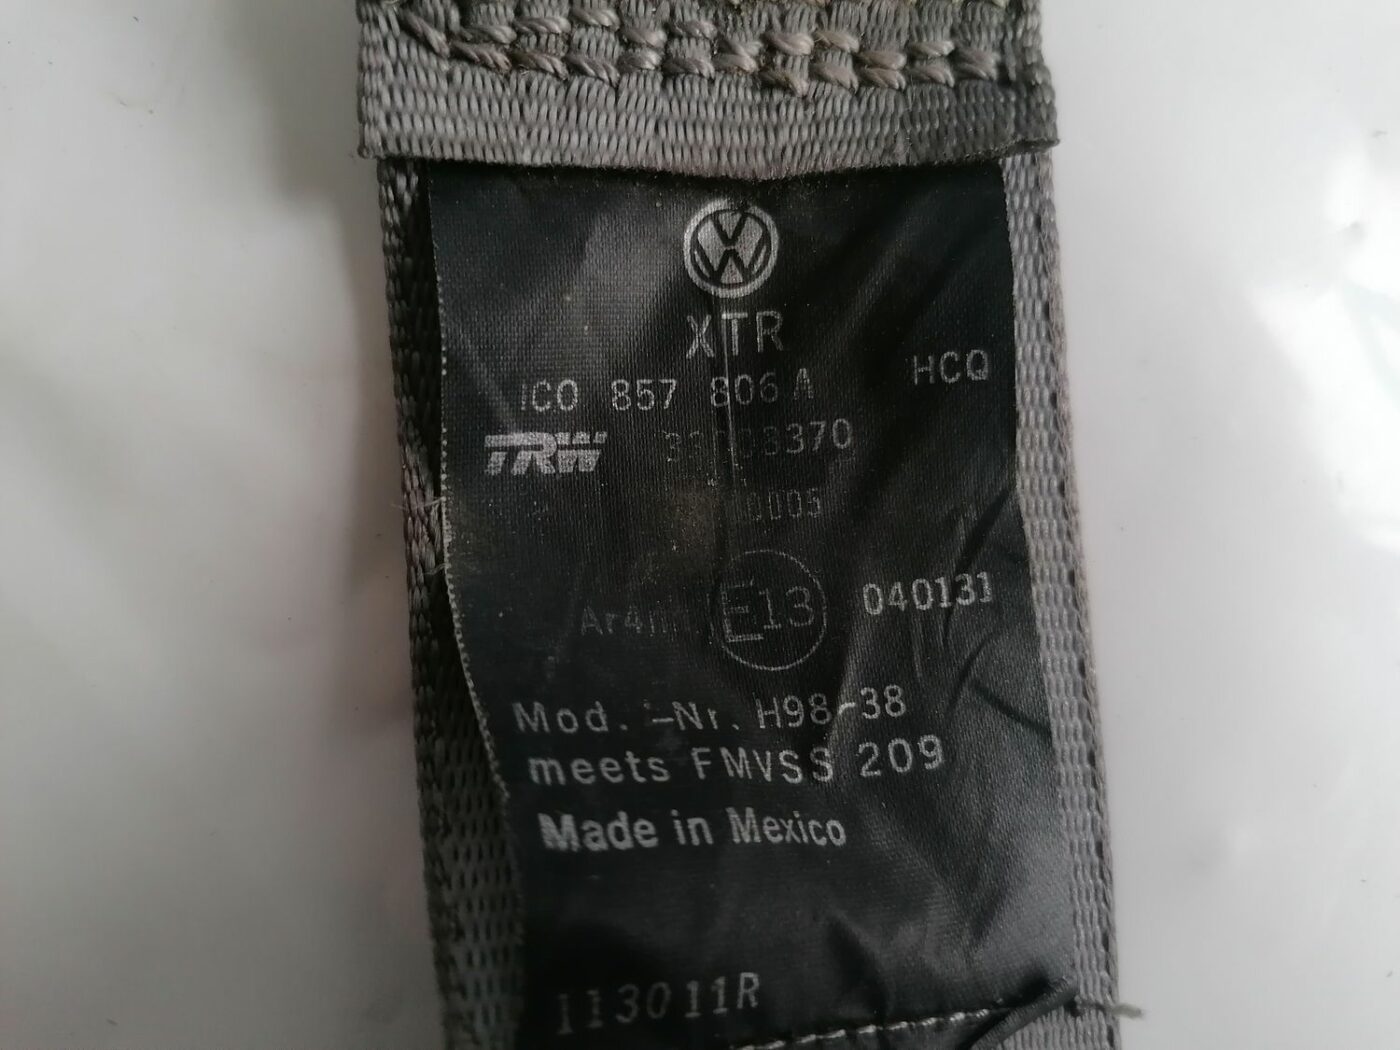 XTR
1C0 857 806 A HCQ
TRW
E13 040131
Mod. -Nr. H98-38
meets FMVSS 209
Made in Mexico
113011R